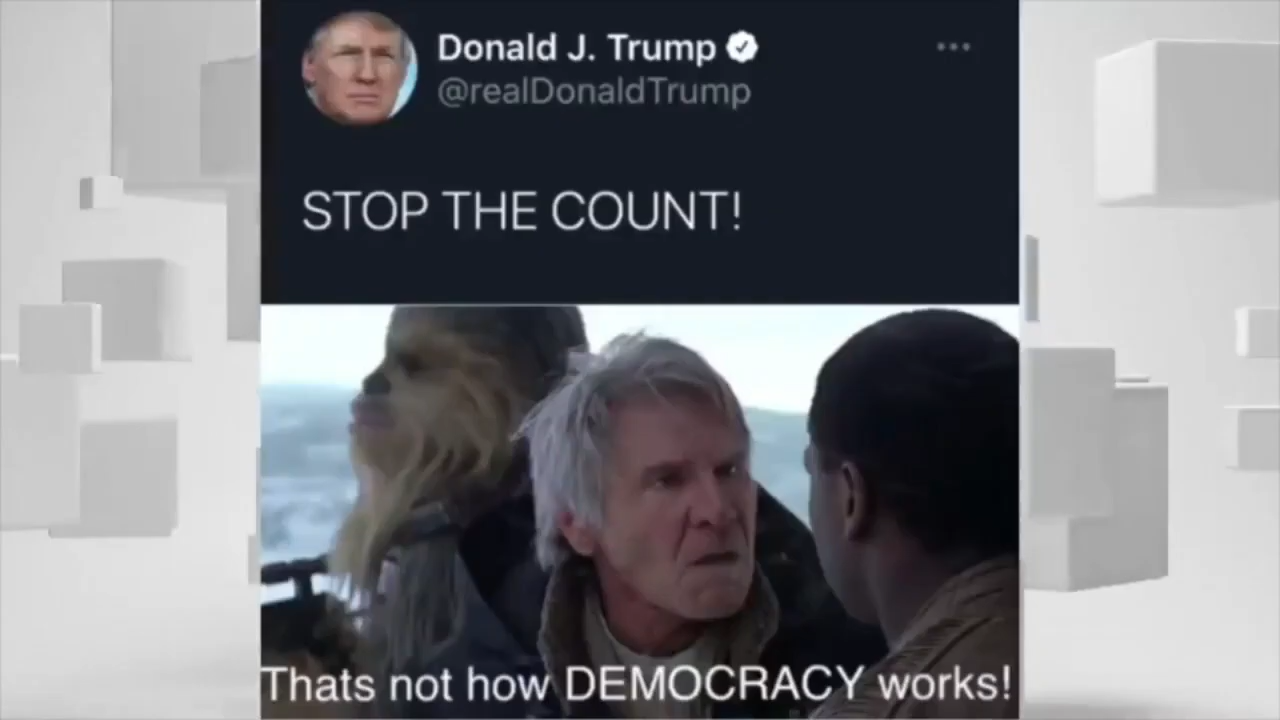 Donald J. Trump
@realDonaldTrump
STOP THE COUNT!
Thats not how DEMOCRACY works!